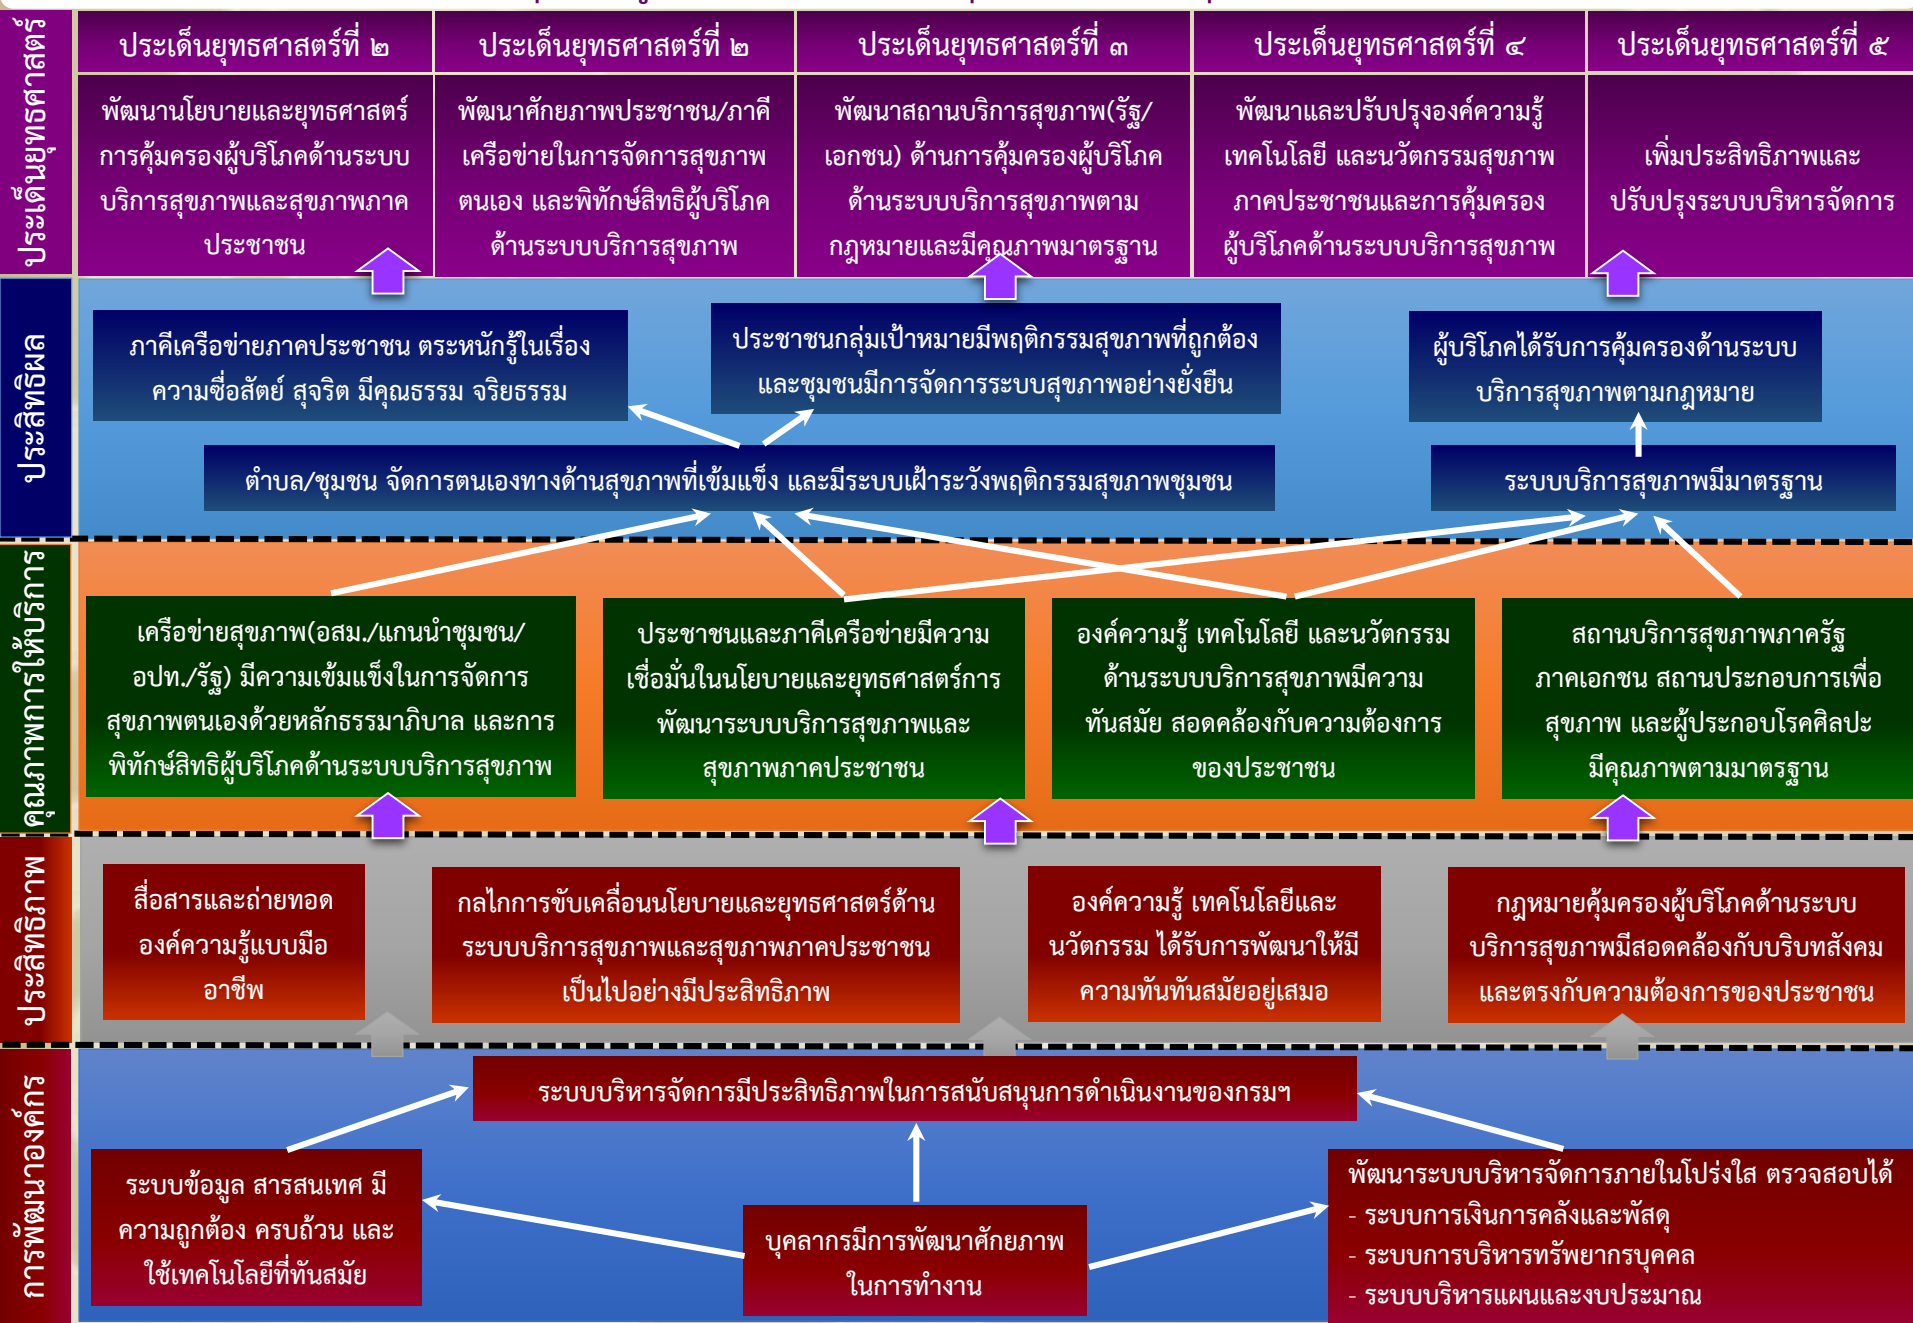 ประเด็นยุทธศาสตร์
ประเด็นยุทธศาสตร์ที่ ๒
ประเด็นยุทธศาสตร์ที่ ๒
ประเด็นยุทธศาสตร์ที่ ๓
ประเด็นยุทธศาสตร์ที่ ๔
ประเด็นยุทธศาสตร์ที่ ๕
พัฒนานโยบายและยุทธศาสตร์
การคุ้มครองผู้บริโภคด้านระบบ
บริการสุขภาพและสุขภาพภาค
ประชาชน
พัฒนาศักยภาพประชาชน/ภาคี
เครือข่ายในการจัดการสุขภาพ
ตนเอง และพิทักษ์สิทธิผู้บริโภค
ด้านระบบบริการสุขภาพ
พัฒนาสถานบริการสุขภาพ(รัฐ/
เอกชน) ด้านการคุ้มครองผู้บริโภค
ด้านระบบบริการสุขภาพตาม
กฎหมายและมีคุณภาพมาตรฐาน
พัฒนาและปรับปรุงองค์ความรู้
เทคโนโลยี และนวัตกรรมสุขภาพ
ภาคประชาชนและการคุ้มครอง
ผู้บริโภคด้านระบบบริการสุขภาพ
เพิ่มประสิทธิภาพและ
ปรับปรุงระบบบริหารจัดการ
ประสิทธิผล
ภาคีเครือข่ายภาคประชาชน ตระหนักรู้ในเรื่อง
ความซื่อสัตย์ สุจริต มีคุณธรรม จริยธรรม
ประชาชนกลุ่มเป้าหมายมีพฤติกรรมสุขภาพที่ถูกต้อง
และชุมชนมีการจัดการระบบสุขภาพอย่างยั่งยืน
ผู้บริโภคได้รับการคุ้มครองด้านระบบ
บริการสุขภาพตามกฎหมาย
ตำบล/ชุมชน จัดการตนเองทางด้านสุขภาพที่เข้มแข็ง และมีระบบเฝ้าระวังพฤติกรรมสุขภาพชุมชน
ระบบบริการสุขภาพมีมาตรฐาน
คุณภาพการให้บริการ
เครือข่ายสุขภาพ(อสม./แกนนำชุมชน/
อปท./รัฐ) มีความเข้มแข็งในการจัดการ
สุขภาพตนเองด้วยหลักธรรมาภิบาล และการ
พิทักษ์สิทธิผู้บริโภคด้านระบบบริการสุขภาพ
ประชาชนและภาคีเครือข่ายมีความ
เชื่อมั่นในนโยบายและยุทธศาสตร์การ
พัฒนาระบบบริการสุขภาพและ
สุขภาพภาคประชาชน
องค์ความรู้ เทคโนโลยี และนวัตกรรม
ด้านระบบบริการสุขภาพมีความ
ทันสมัย สอดคล้องกับความต้องการ
ของประชาชน
สถานบริการสุขภาพภาครัฐ
ภาคเอกชน สถานประกอบการเพื่อ
สุขภาพ และผู้ประกอบโรคศิลปะ
มีคุณภาพตามมาตรฐาน
ประสิทธิภาพ
สื่อสารและถ่ายทอด
องค์ความรู้แบบมือ
อาชีพ
กลไกการขับเคลื่อนนโยบายและยุทธศาสตร์ด้าน
ระบบบริการสุขภาพและสุขภาพภาคประชาชน
เป็นไปอย่างมีประสิทธิภาพ
องค์ความรู้ เทคโนโลยีและ
นวัตกรรม ได้รับการพัฒนาให้มี
ความทันทันสมัยอยู่เสมอ
กฎหมายคุ้มครองผู้บริโภคด้านระบบ
บริการสุขภาพมีสอดคล้องกับบริบทสังคม
และตรงกับความต้องการของประชาชน
การพัฒนาองค์กร
ระบบบริหารจัดการมีประสิทธิภาพในการสนับสนุนการดำเนินงานของกรมฯ
ระบบข้อมูล สารสนเทศ มี
ความถูกต้อง ครบถ้วน และ
ใช้เทคโนโลยีที่ทันสมัย
บุคลากรมีการพัฒนาศักยภาพ
ในการทำงาน
พัฒนาระบบบริหารจัดการภายในโปร่งใส ตรวจสอบได้
- ระบบการเงินการคลังและพัสดุ
- ระบบการบริหารทรัพยากรบุคคล
- ระบบบริหารแผนและงบประมาณ